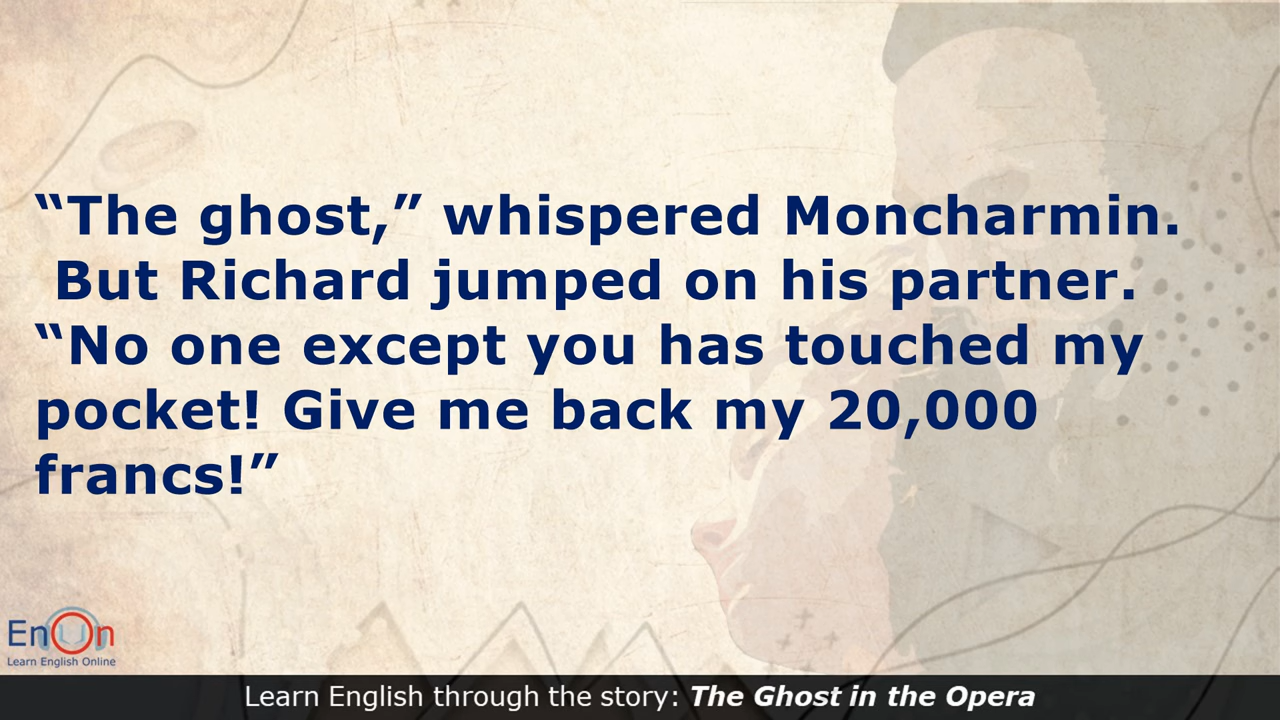 “The ghost,” whispered Moncharmin.
But Richard jumped on his partner.
“No one except you has touched my
pocket! Give me back my 20,000
francs!”
EnOn
Learn English Online
Learn English through the story: The Ghost in the Opera